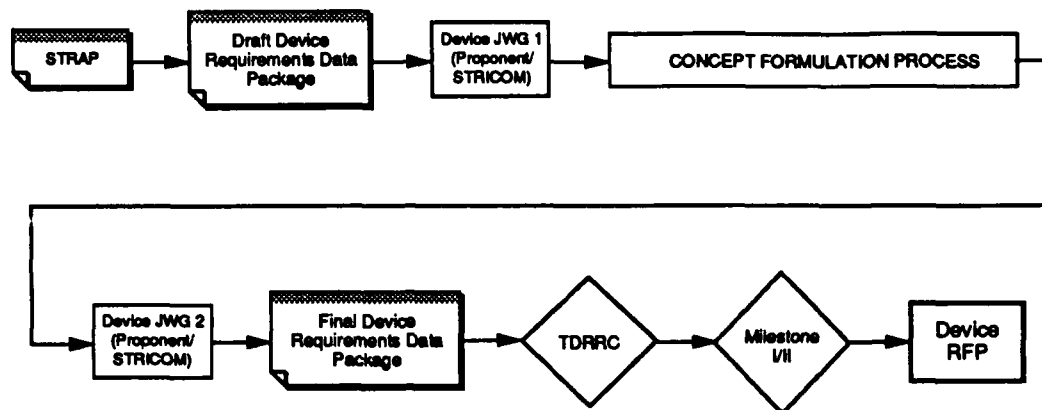 STRAP
Draft Device
Requirements Data
Package
Device JWG 1
(Proponent/
STRICOM)
CONCEPT FORMULATION PROCESS
Device JWG 2
(Proponent/
STRICOM)
Final Device
Requirements Data
Package
TDRRC
Milestone
I/II
Device
RFP